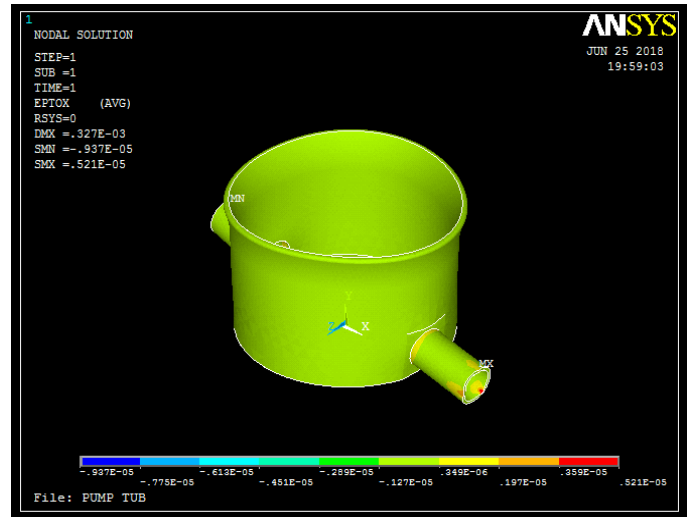 1
NODAL SOLUTION
STEP=1
SUB =1
TIME=1
EPTOX (AVG)
RSYS=0
DMX =.327E-03
SMN =-.937E-05
SMX =.521E-05
ANSYS
JUN 25 2018
19:59:03
MN
Y
Z X
MX
-.937E-05 -.613E-05 -.289E-05 .349E-06 .359E-05
-.775E-05 -.451E-05 -.127E-05 .197E-05 .521E-05
File: PUMP TUB